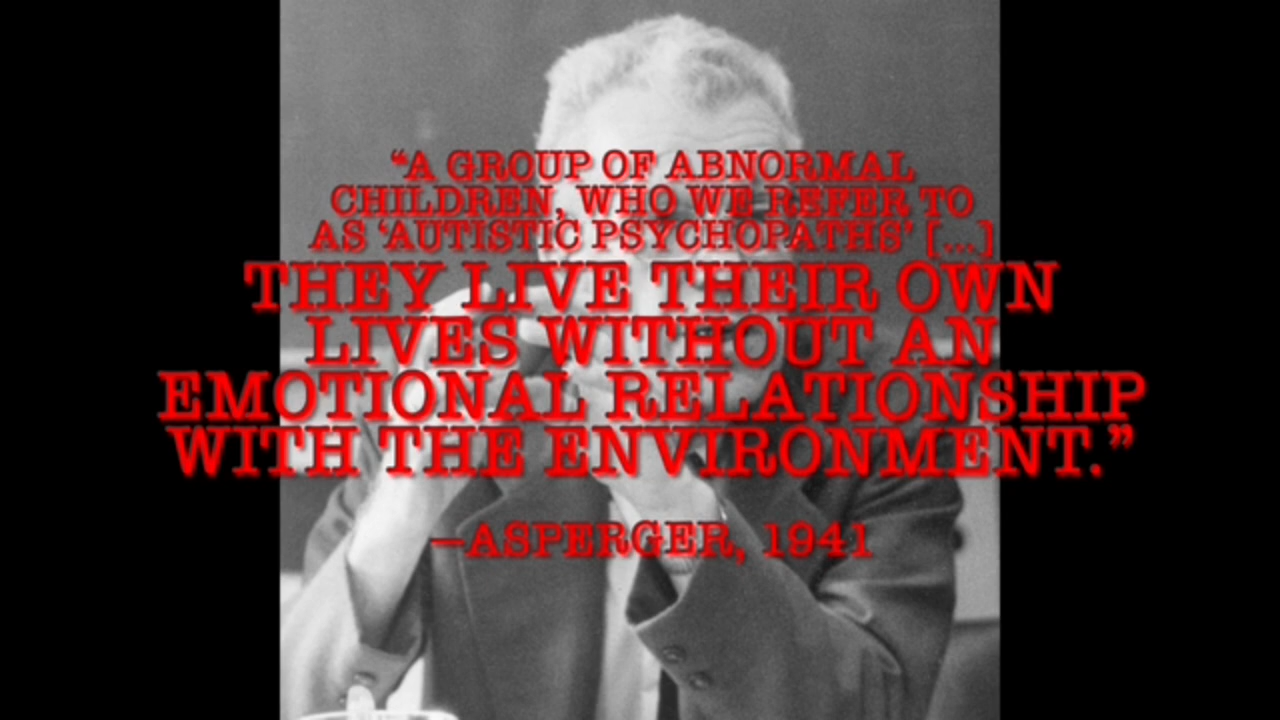 “A GROUP OF ABNORMAL
CHILDREN, WHO WE REFER TO
AS ‘AUTISTIC PSYCHOPATHS’ [...]
THEY LIVE THEIR OWN
LIVES WITHOUT AN
EMOTIONAL RELATIONSHIP
WITH THE ENVIRONMENT.”
—ASPERGER, 1941